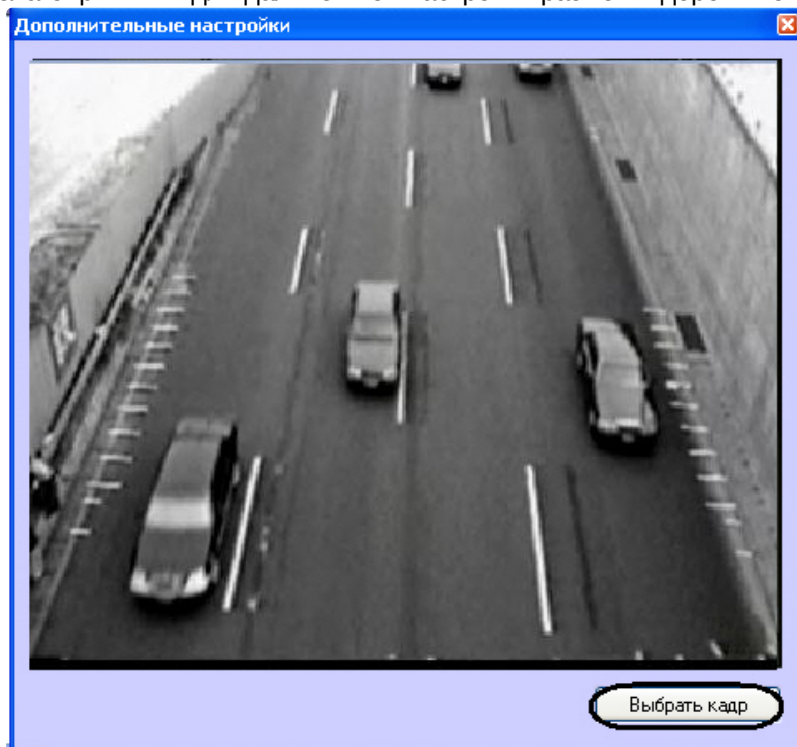 Дополнительные настройки
Выбрать кадр